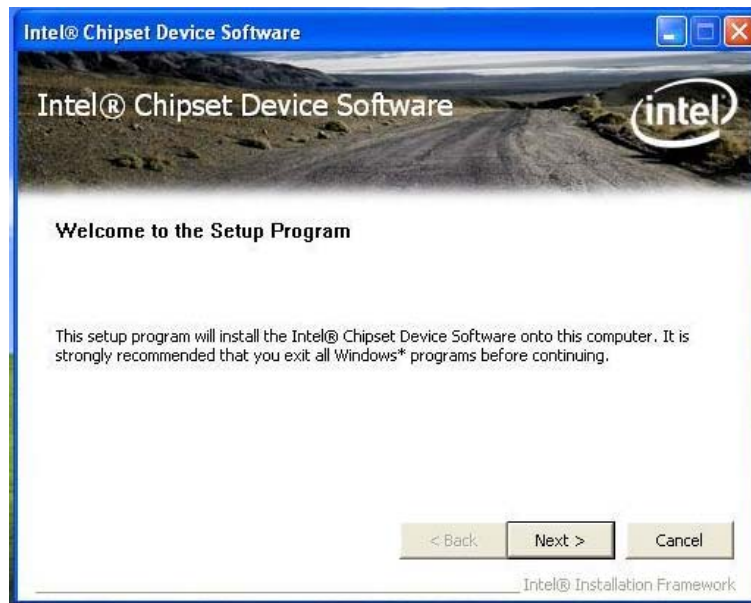 Intel® Chipset Device Software
Intel® Chipset Device Software
intel
Welcome to the Setup Program
This setup program will install the Intel® Chipset Device Software onto this computer. It is
strongly recommended that you exit all Windows* programs before continuing.
< Back Next > Cancel
Intel® Installation Framework